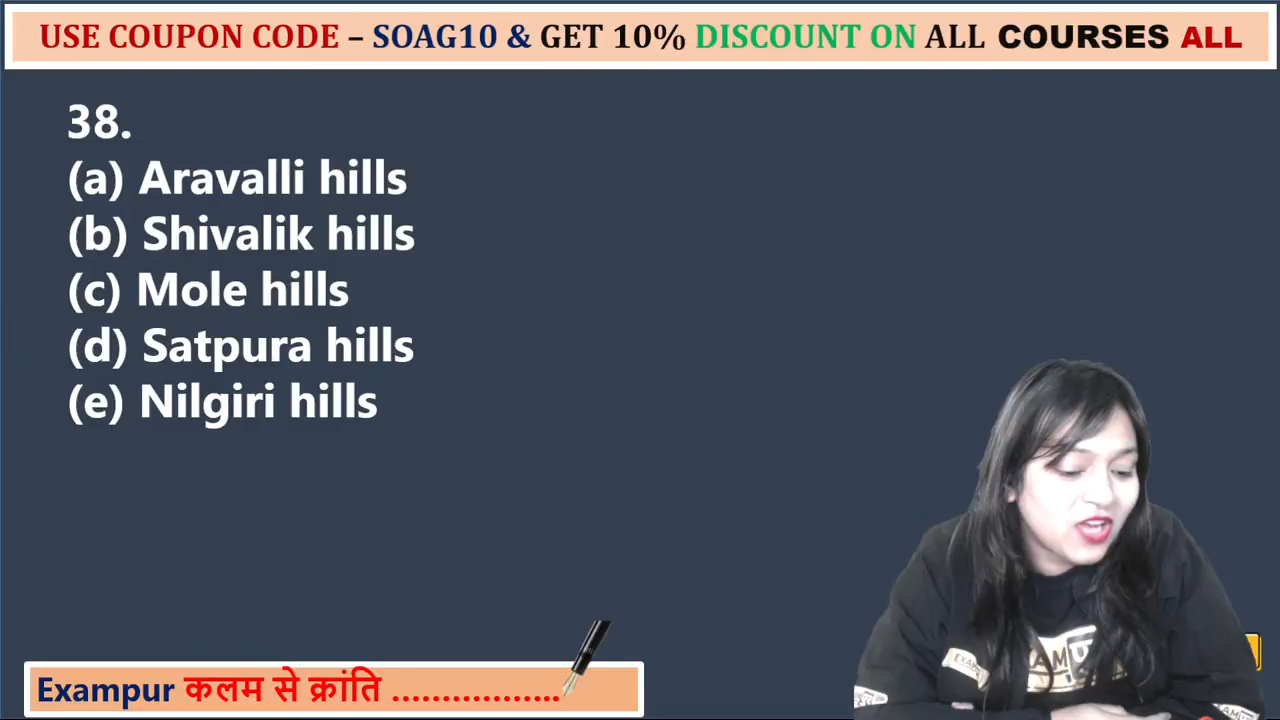 USE COUPON CODE – SOAG10 & GET 10% DISCOUNT ON ALL COURSES ALL
38.
(a) Aravalli hills
(b) Shivalik hills
(c) Mole hills
(d) Satpura hills
(e) Nilgiri hills
Exampur कलम से क्रांति .................